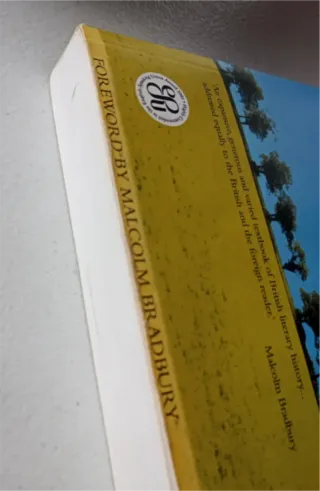 FOREWORD BY MALCOLM BRADBURY
'An expansive, generous and varied textbook of British literary history...
addressed equally to the British and the foreign reader.'
Malcolm Bradbury